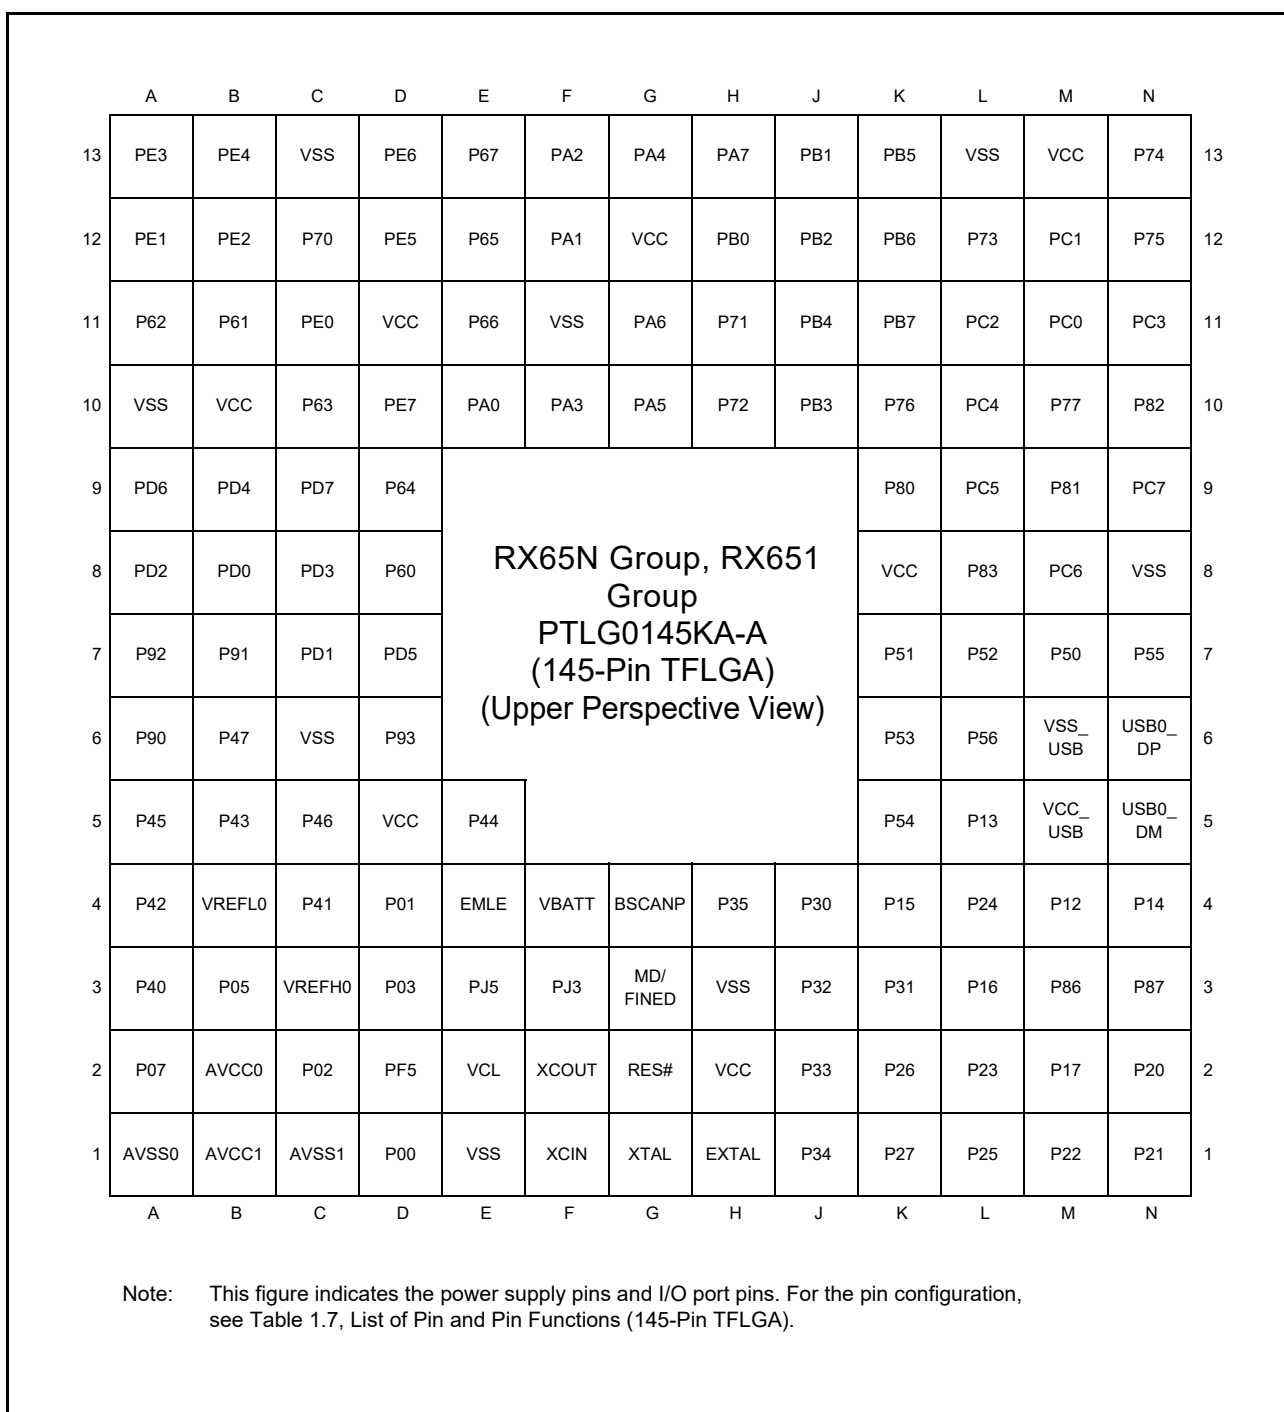 A B C D E F G H J K L M N
13 PE3 PE4 VSS PE6 P67 PA2 PA4 PA7 PB1 PB5 VSS VCC P74 13
12 PE1 PE2 P70 PE5 P65 PA1 VCC PB0 PB2 PB6 P73 PC1 P75 12
11 P62 P61 PE0 VCC P66 VSS PA6 P71 PB4 PB7 PC2 PC0 PC3 11
10 VSS VCC P63 PE7 PA0 PA3 PA5 P72 PB3 P76 PC4 P77 P82 10
9 PD6 PD4 PD7 P64 P80 PC5 P81 PC7 9
8 PD2 PD0 PD3 P60 VCC P83 PC6 VSS 8
7 P92 P91 PD1 PD5 P51 P52 P50 P55 7
6 P90 P47 VSS P93 P53 P56 VSS_ USB USB0_ DP 6
5 P45 P43 P46 VCC P44 P54 P13 VCC_ USB USB0_ DM 5
RX65N Group, RX651
Group
PTLG0145KA-A
(145-Pin TFLGA)
(Upper Perspective View)
4 P42 VREFL0 P41 P01 EMLE VBATT BSCANP P35 P30 P15 P24 P12 P14 4
3 P40 P05 VREFH0 P03 PJ5 PJ3 MD/ FINED VSS P32 P31 P16 P86 P87 3
2 P07 AVCC0 P02 PF5 VCL XCOUT RES# VCC P33 P26 P23 P17 P20 2
1 AVSS0 AVCC1 AVSS1 P00 VSS XCIN XTAL EXTAL P34 P27 P25 P22 P21 1
A B C D E F G H J K L M N
Note: This figure indicates the power supply pins and I/O port pins. For the pin configuration,
see Table 1.7, List of Pin and Pin Functions (145-Pin TFLGA).